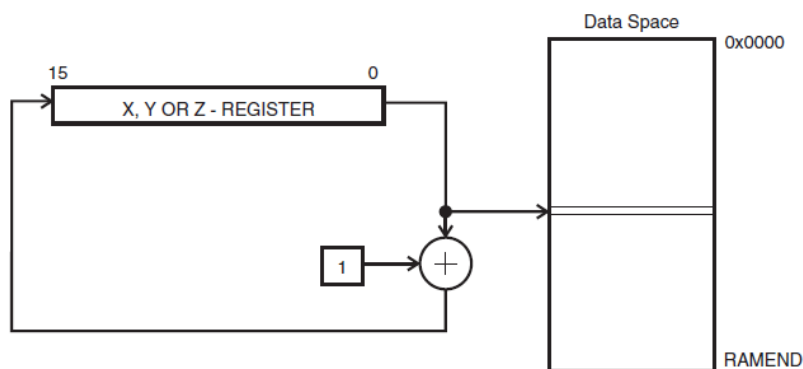 Data Space
0x0000
15
0
X, Y OR Z - REGISTER
1
+
RAMEND